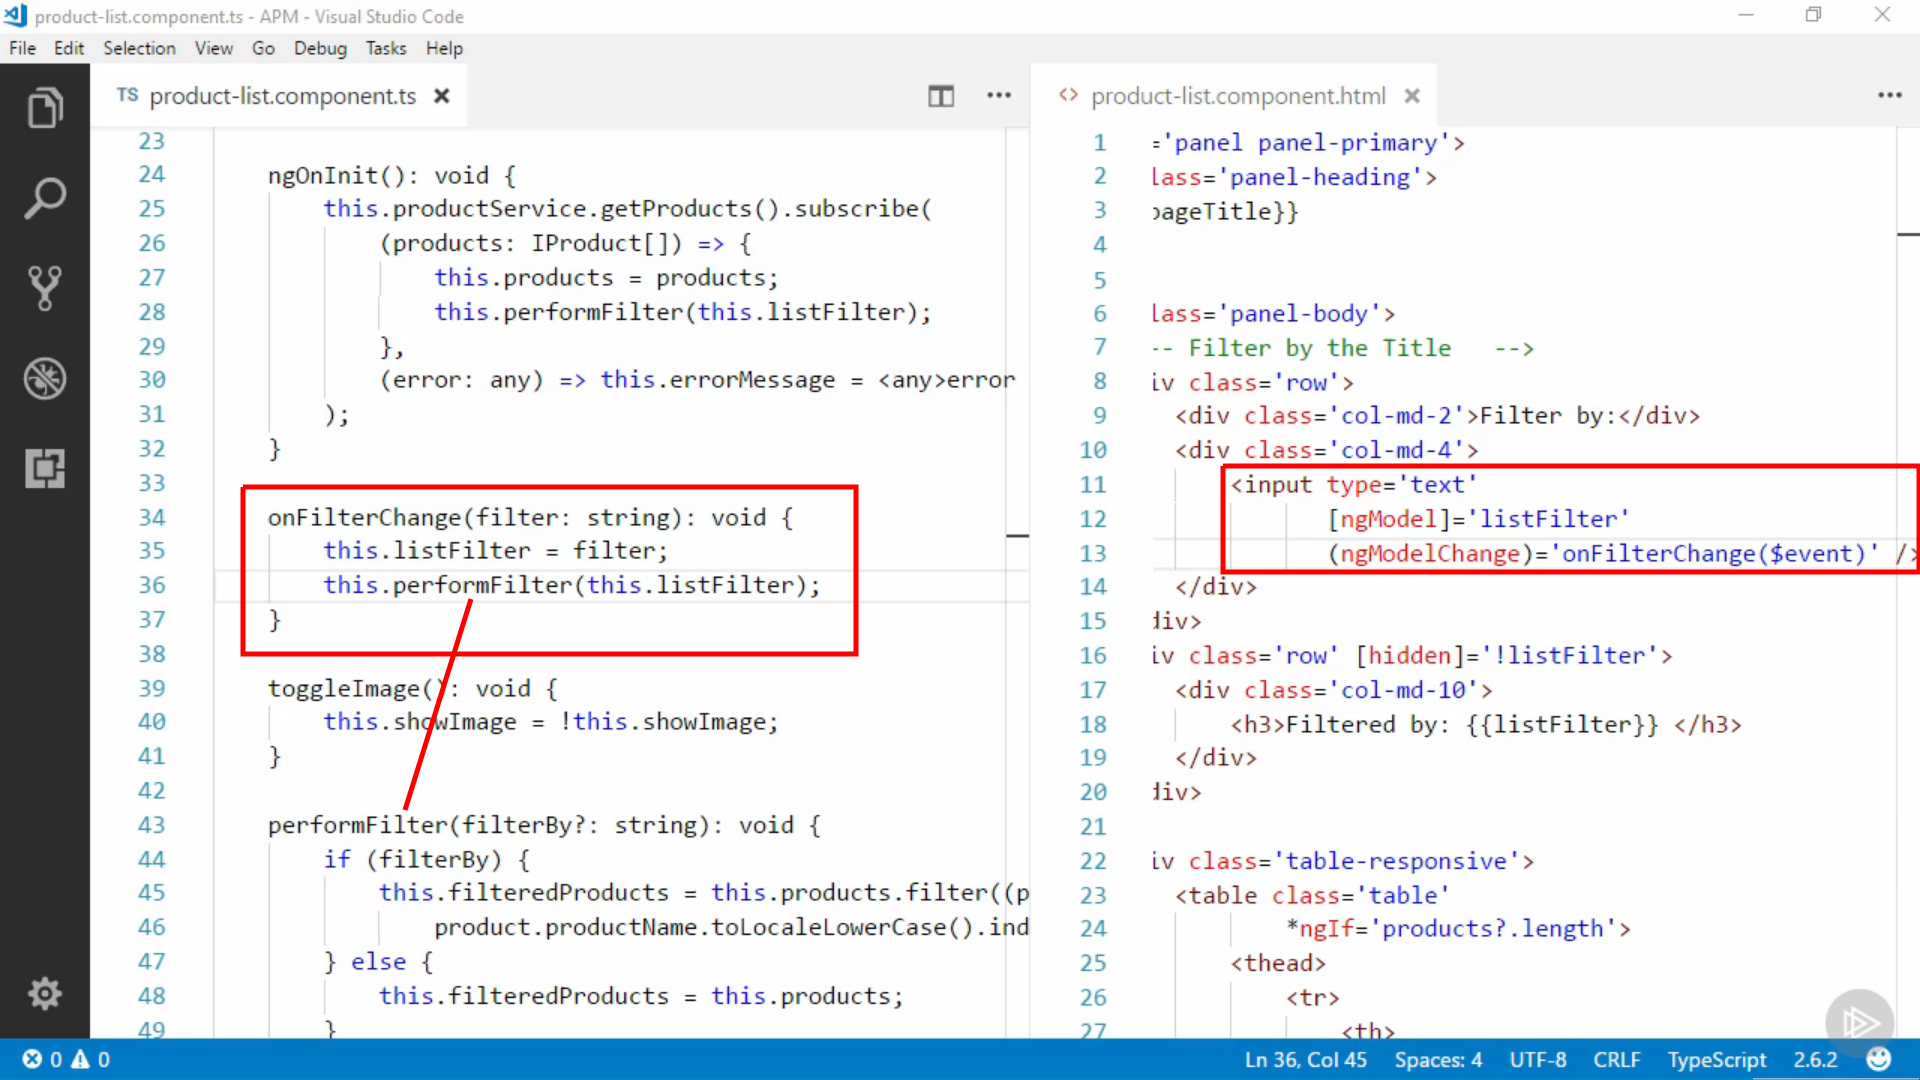 product-list.component.ts - APM - Visual Studio Code
File Edit Selection View Go Debug Tasks Help
TS product-list.component.ts
23
24 ngOnInit(): void {
25 this.productService.getProducts().subscribe(
26 (products: IProduct[]) => {
27 this.products = products;
28 this.performFilter(this.listFilter);
29 },
30 (error: any) => this.errorMessage = <any>error
31 );
32 }
33
34 onFilterChange(filter: string): void {
35 this.listFilter = filter;
36 this.performFilter(this.listFilter);
37 }
38
39 toggleImage(): void {
40 this.showImage = !this.showImage;
41 }
42
43 performFilter(filterBy?: string): void {
44 if (filterBy) {
45 this.filteredProducts = this.products.filter((p
46 product.productName.toLocaleLowerCase().ind
47 } else {
48 this.filteredProducts = this.products;
49 }
<> product-list.component.html
1 ='panel panel-primary'>
2 lass='panel-heading'>
3 pageTitle}}
4
5
6 lass='panel-body'>
7 -- Filter by the Title -->
8 iv class='row'>
9 <div class='col-md-2'>Filter by:</div>
10 <div class='col-md-4'>
11 <input type='text'
12 [ngModel]='listFilter'
13 (ngModelChange)='onFilterChange($event)' />
14 </div>
15 div>
16 iv class='row' [hidden]='!listFilter'>
17 <div class='col-md-10'>
18 <h3>Filtered by: {{listFilter}} </h3>
19 </div>
20 div>
21
22 iv class='table-responsive'>
23 <table class='table'
24 *ngIf='products?.length'>
25 <thead>
26 <tr>
27 <th>
0 0 Ln 36, Col 45 Spaces: 4 UTF-8 CRLF TypeScript 2.6.2